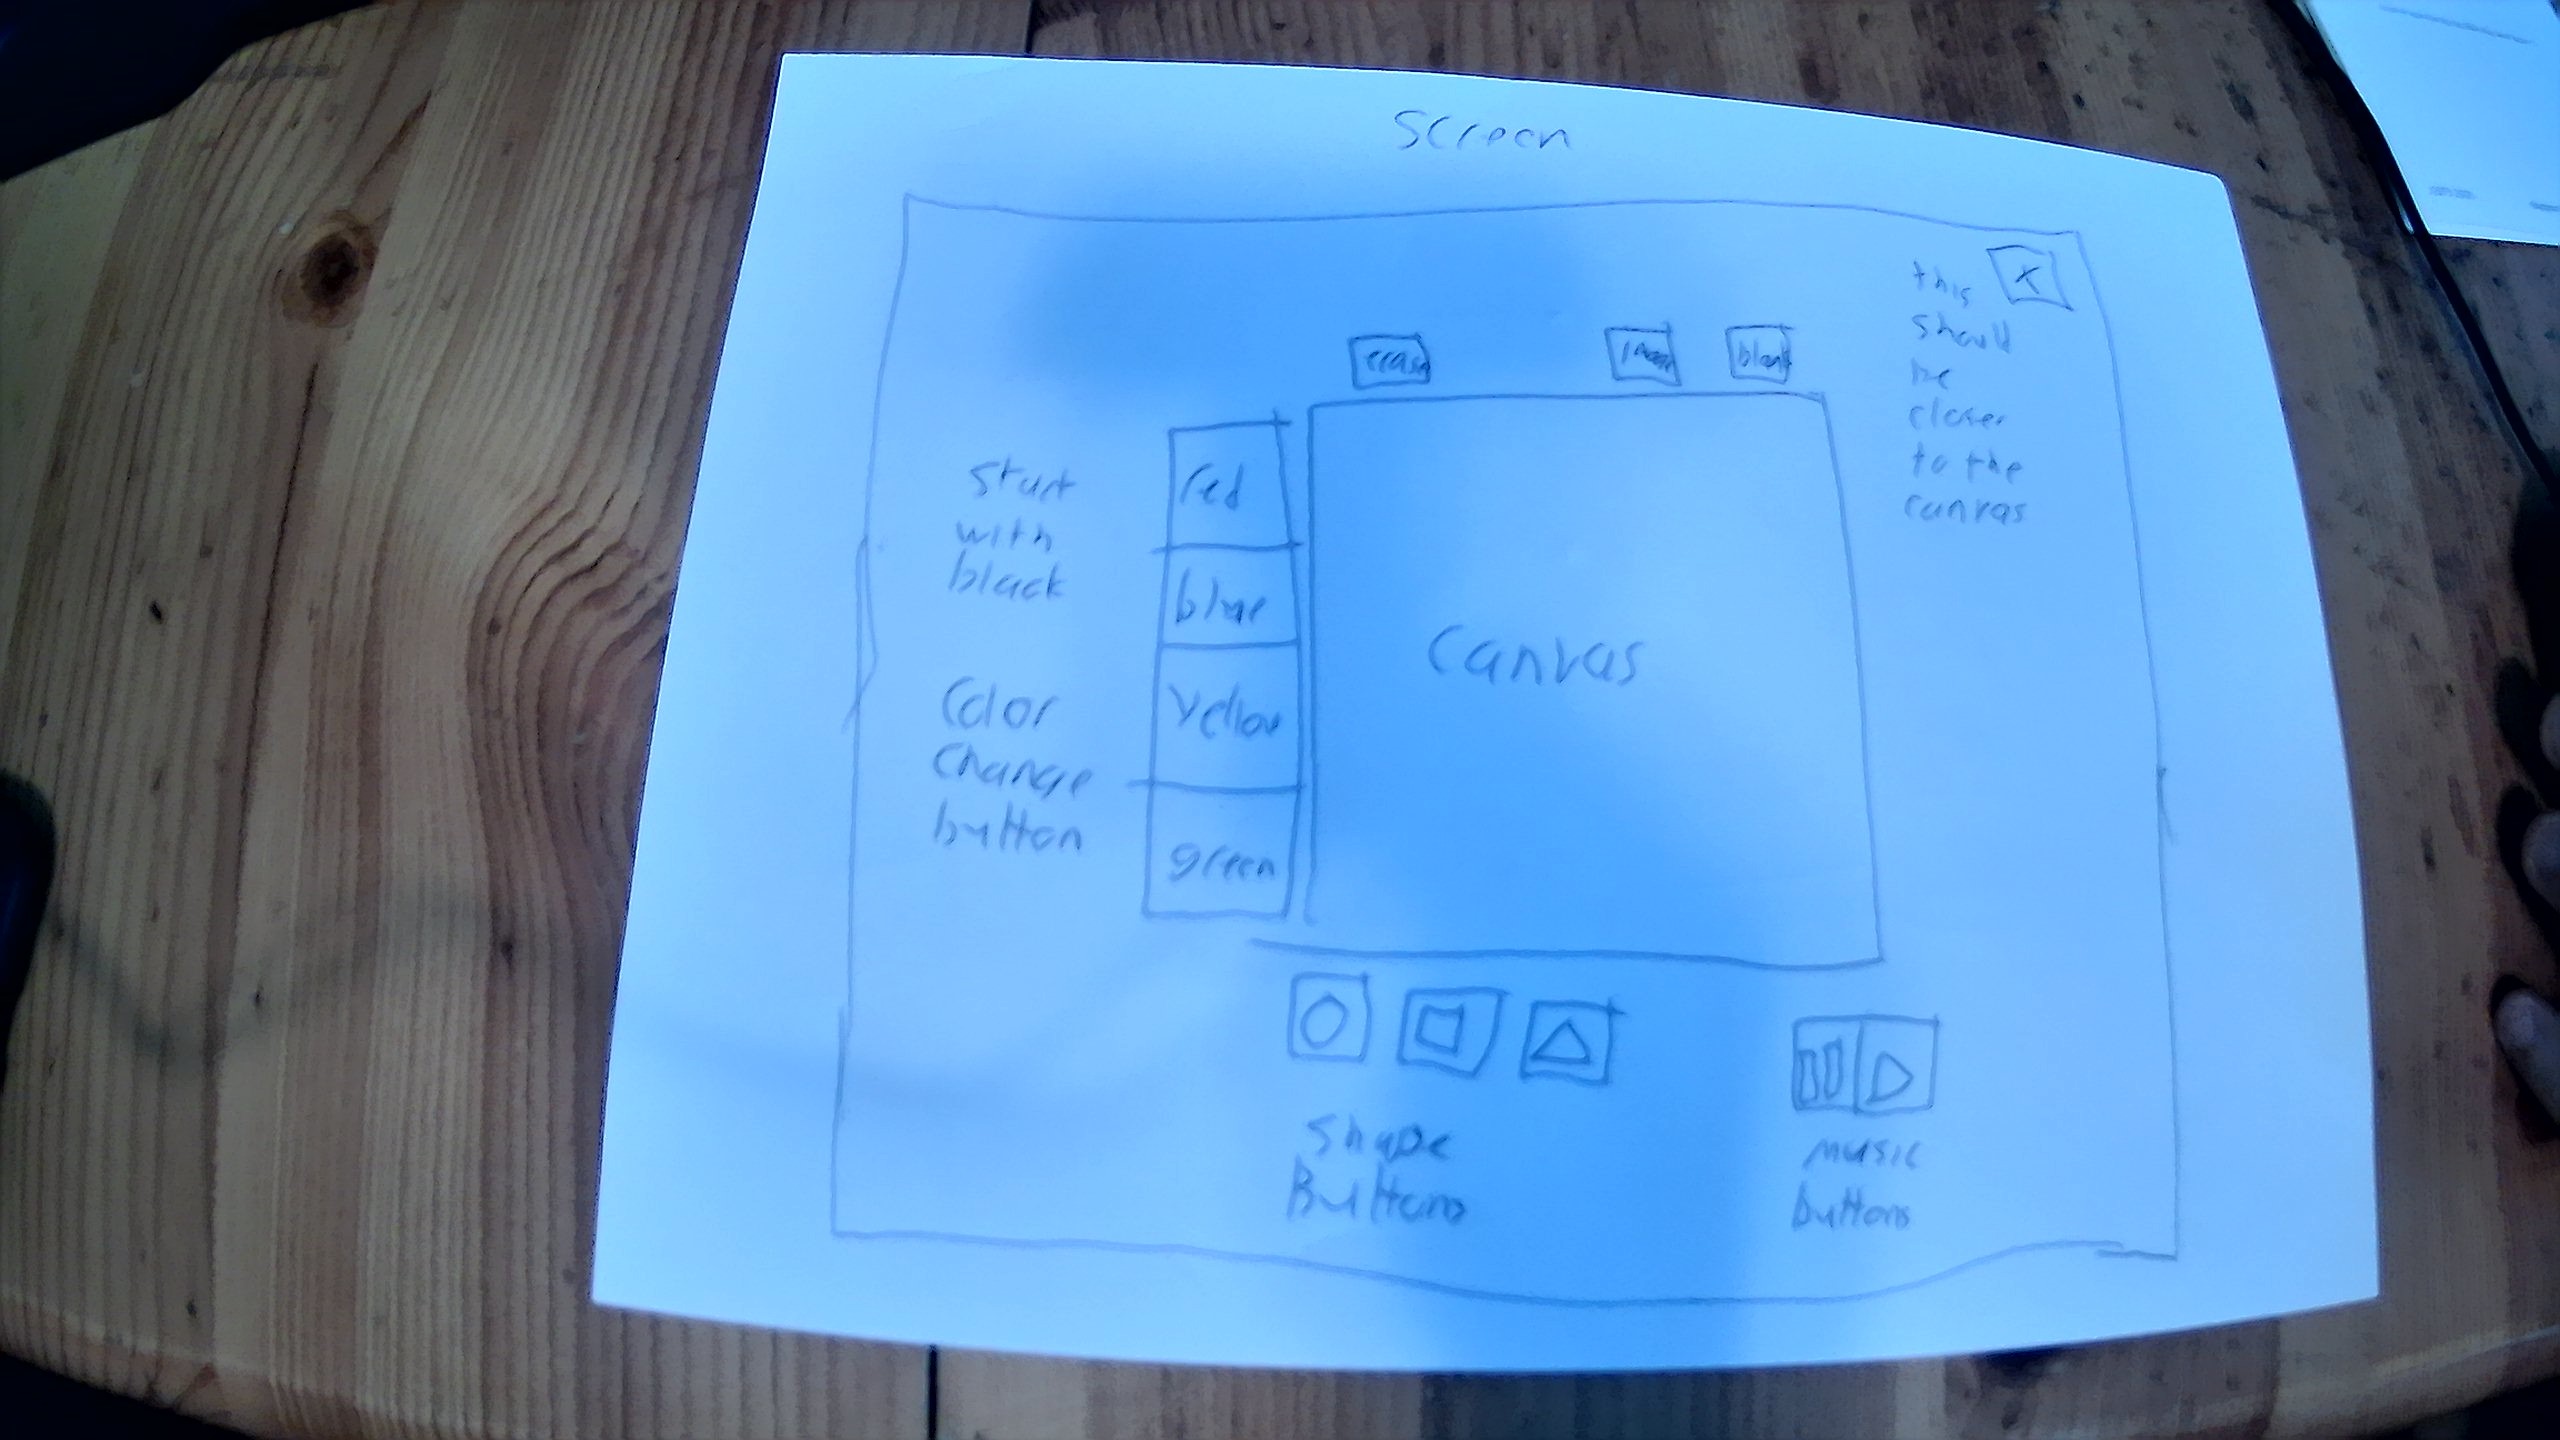 Screen
this
should
be
closer
to the
canvas
X
erase
blank
Start
with
black
Color
Change
button
red
blue
yellow
green
Canvas
Shape
Buttons
music
buttons